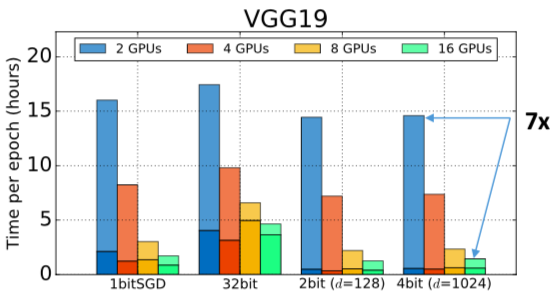 VGG19
2 GPUs 4 GPUs 8 GPUs 16 GPUs
Time per epoch (hours)
20
15
10
5
0
7x
1bitSGD 32bit 2bit (d=128) 4bit (d=1024)